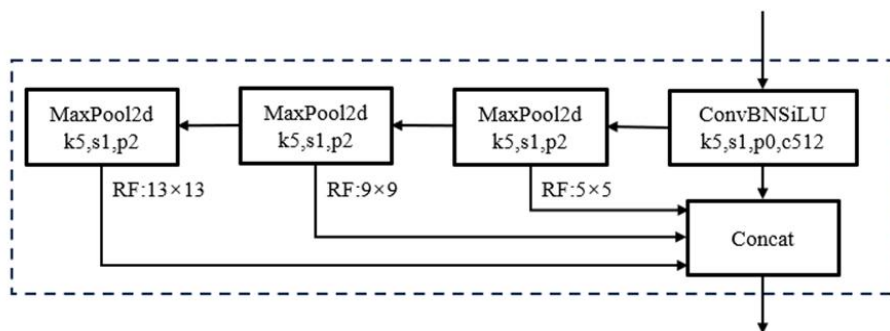 MaxPool2d
k5,s1,p2
MaxPool2d
k5,s1,p2
MaxPool2d
k5,s1,p2
ConvBNSiLU
k5,s1,p0,c512
RF:13×13
RF:9×9
RF:5×5
Concat